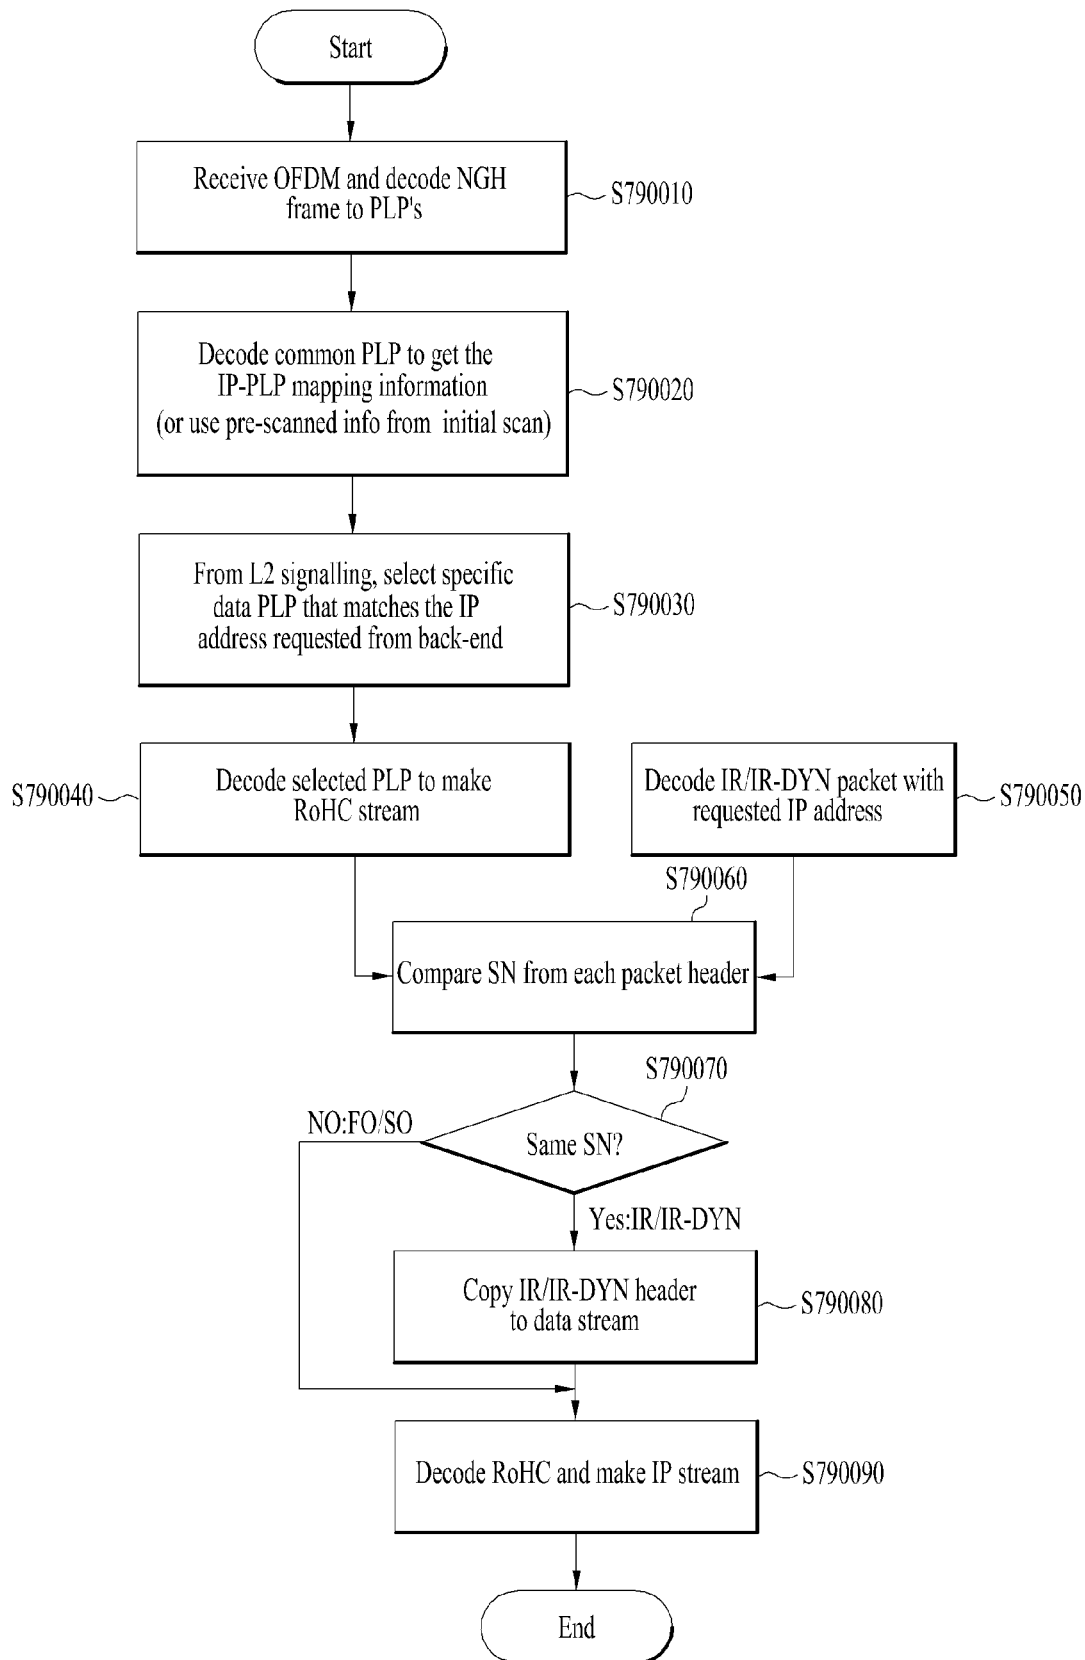 Start
Receive OFDM and decode NGH
frame to PLP's
S790010
Decode common PLP to get the
IP-PLP mapping information
(or use pre-scanned info from initial scan)
S790020
From L2 signalling, select specific
data PLP that matches the IP
address requested from back-end
S790030
S790040
Decode selected PLP to make
RoHC stream
Decode IR/IR-DYN packet with
requested IP address
S790050
S790060
Compare SN from each packet header
S790070
NO:FO/SO
Same SN?
Yes:IR/IR-DYN
Copy IR/IR-DYN header
to data stream
S790080
Decode RoHC and make IP stream
S790090
End